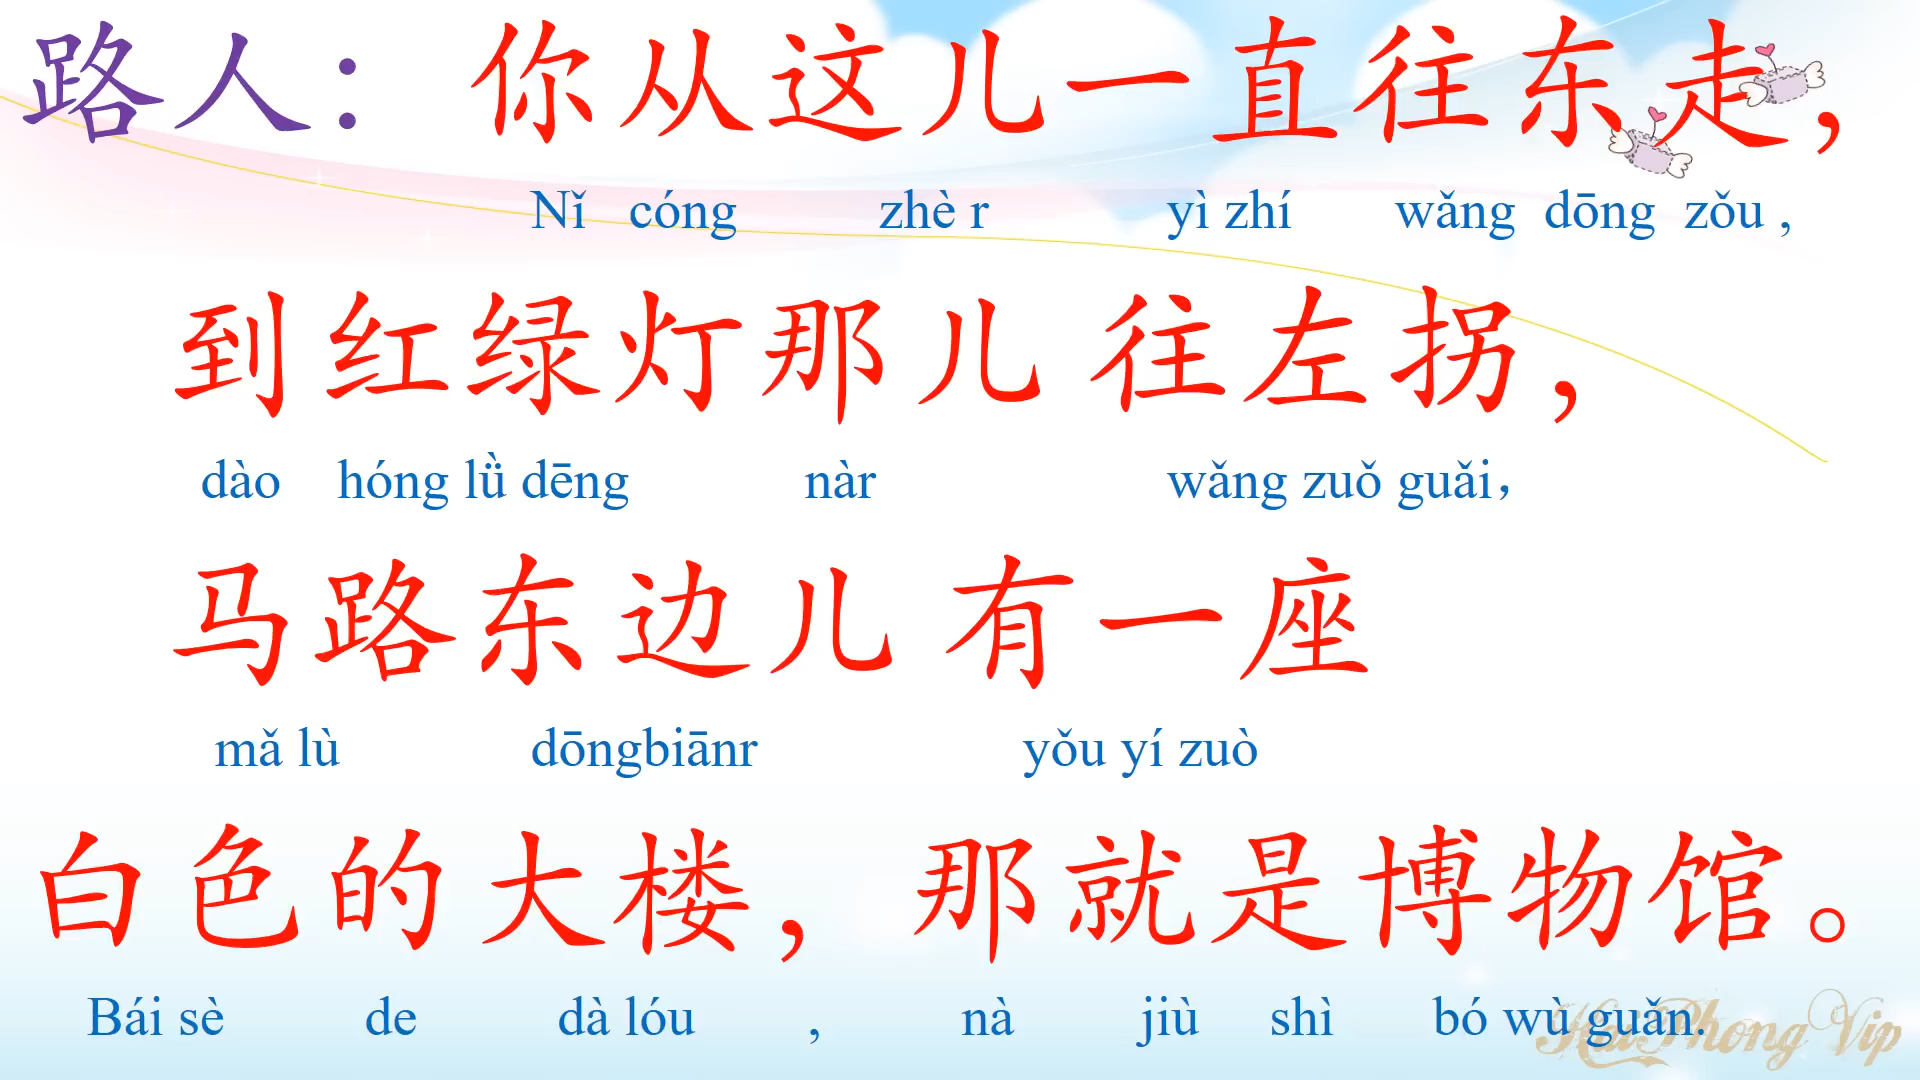 路人： 你从这儿一直往东走，
Nǐ cóng zhè r yì zhí wǎng dōng zǒu ,
到红绿灯那儿 往左拐，
dào hóng lǜ dēng nàr wǎng zuǒ guǎi，
马路东边儿 有一座
mǎ lù dōngbiānr yǒu yí zuò
白色的大楼， 那就是博物馆。
Bái sè de dà lóu , nà jiù shì bó wù guǎn.
HaiPhong Vip